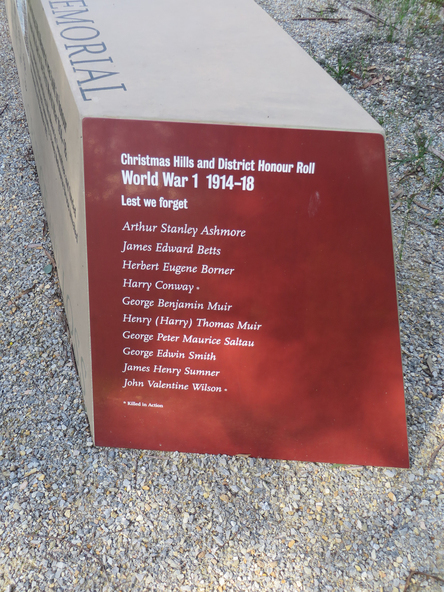 EMORIAL
Christmas Hills and District Honour Roll
World War 1 1914–18
Lest we forget
Arthur Stanley Ashmore
James Edward Betts
Herbert Eugene Borner
Harry Conway *
George Benjamin Muir
Henry (Harry) Thomas Muir
George Peter Maurice Saltau
George Edwin Smith
James Henry Sumner
John Valentine Wilson *
* Killed in Action